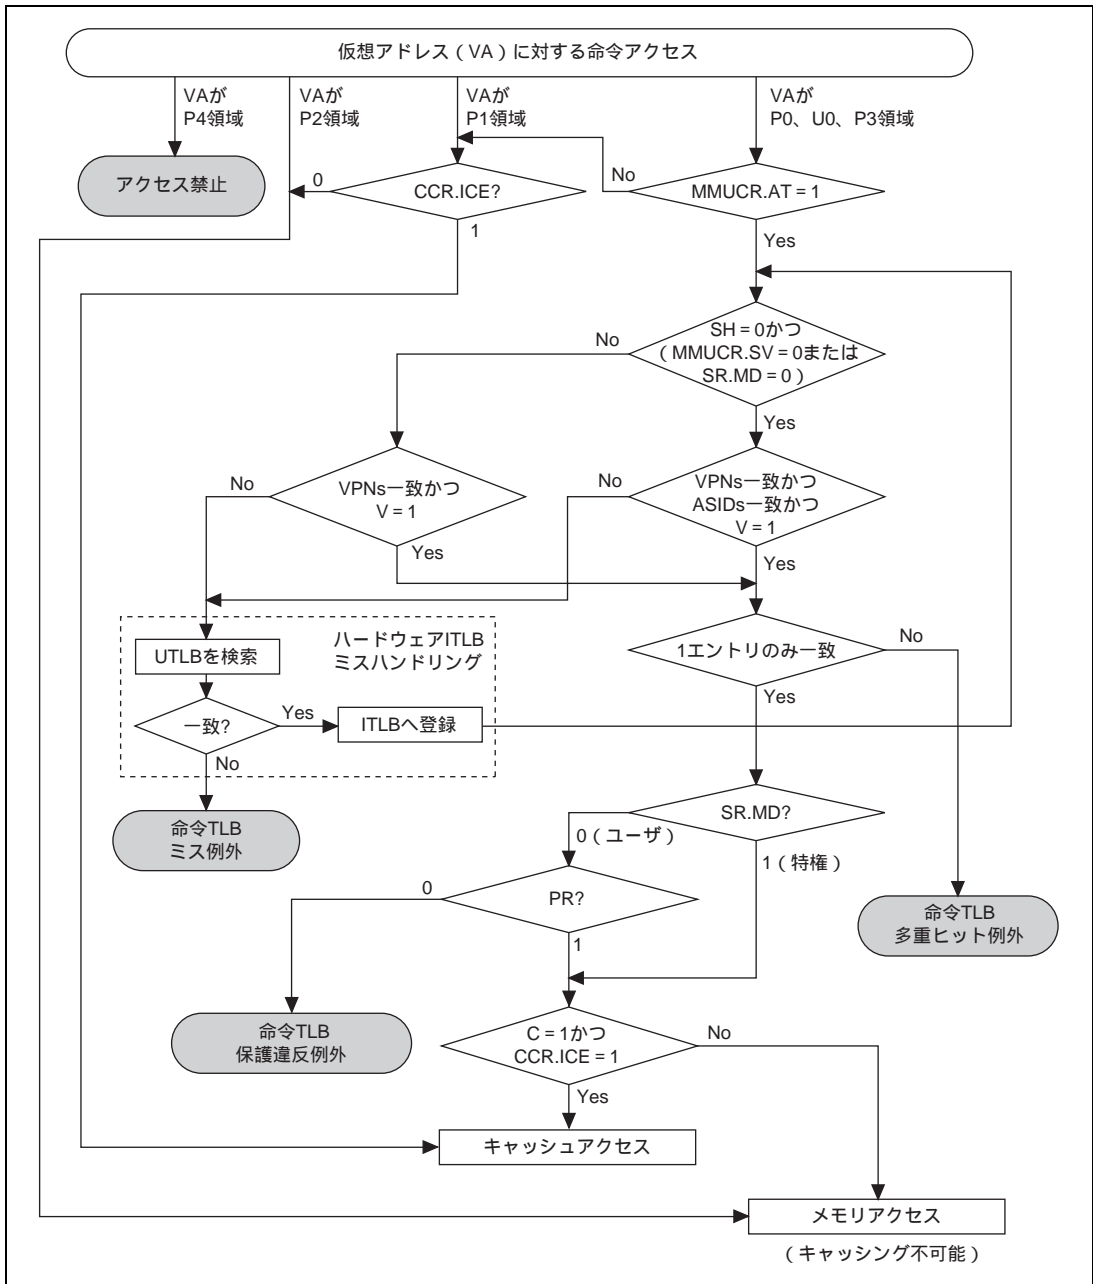 仮想アドレス(VA)に対する命令アクセス
VAが
P4領域
VAが
P2領域
VAが
P1領域
VAが
P0、U0、P3領域
アクセス禁止
0
CCR.ICE?
No
MMUCR.AT = 1
1
Yes
No
SH = 0かつ
(MMUCR.SV = 0または
SR.MD = 0)
Yes
No
VPNs一致かつ
V = 1
No
VPNs一致かつ
ASIDs一致かつ
V = 1
Yes
Yes
ハードウェアITLB
ミスハンドリング
UTLBを検索
1エントリのみ一致
No
Yes
一致?
Yes
ITLBへ登録
No
命令TLB
ミス例外
SR.MD?
0(ユーザ)
1(特権)
0
PR?
命令TLB
多重ヒット例外
1
命令TLB
保護違反例外
C = 1かつ
CCR.ICE = 1
No
Yes
キャッシュアクセス
メモリアクセス
(キャッシング不可能)